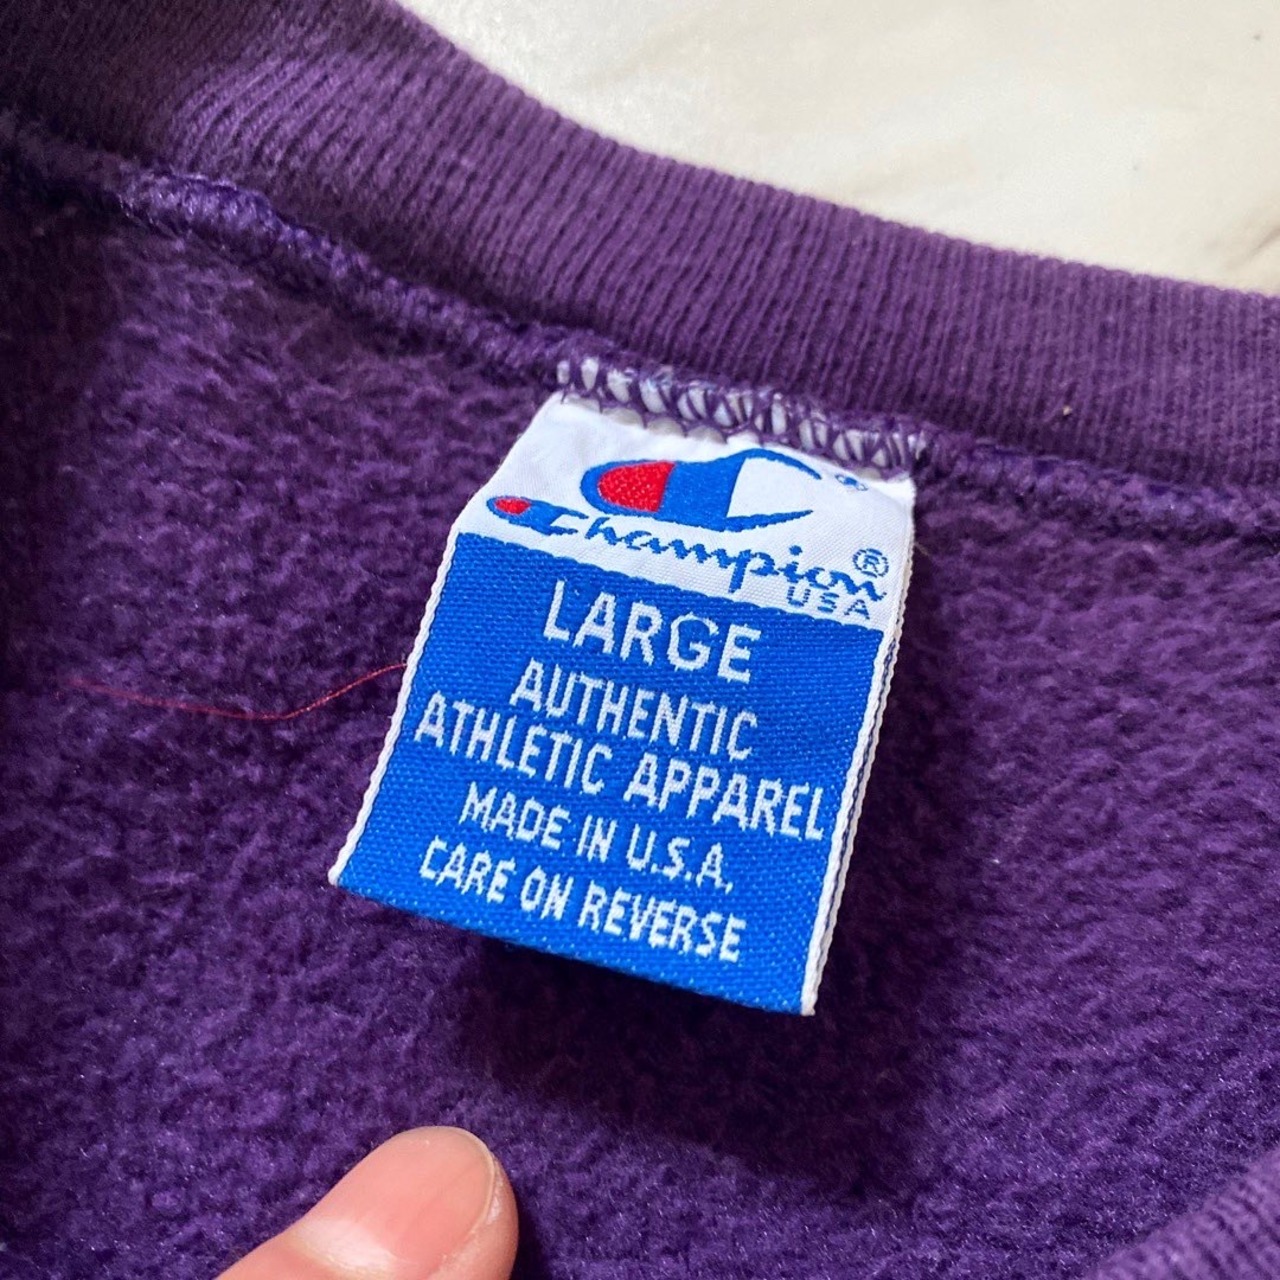 Champion®
USA
LARGE
AUTHENTIC
ATHLETIC APPAREL
MADE IN U.S.A.
CARE ON REVERSE